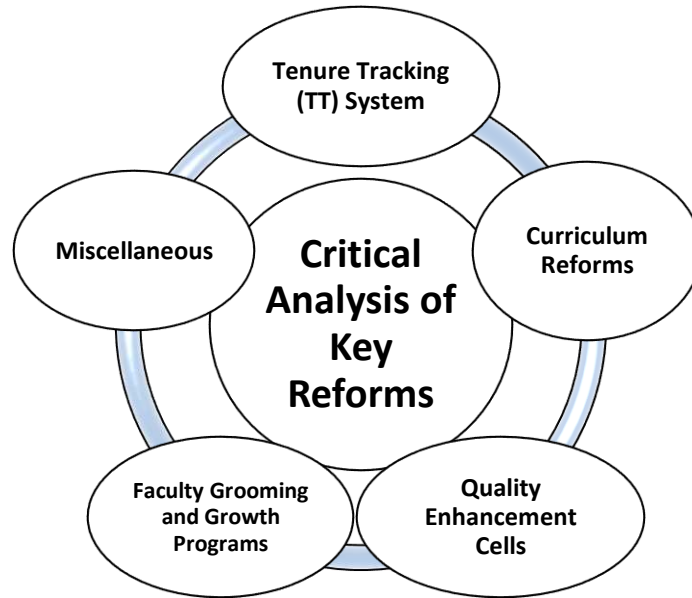 Tenure Tracking
(TT) System
Curriculum
Reforms
Quality
Enhancement
Cells
Faculty Grooming
and Growth
Programs
Miscellaneous
Critical
Analysis of
Key
Reforms